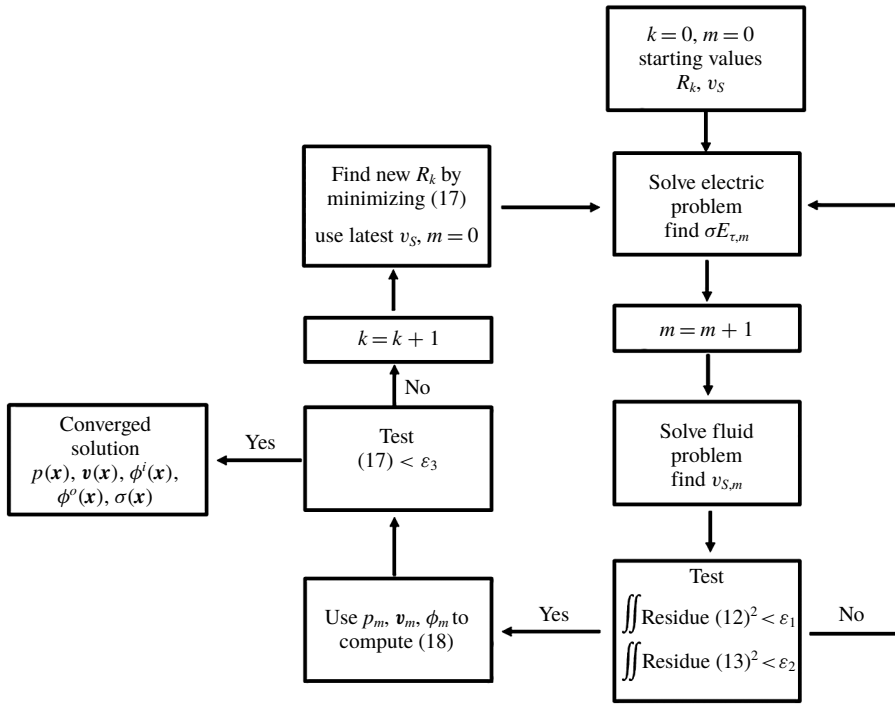 k = 0, m = 0
starting values
R_k, v_S
Find new R_k by
minimizing (17)
use latest v_S, m = 0
Solve electric
problem
find σE_{τ,m}
k = k + 1
m = m + 1
No
Converged
solution
p(x), v(x), ϕ^i(x),
ϕ^o(x), σ(x)
Yes
Test
(17) < ε_3
Solve fluid
problem
find v_{S,m}
Use p_m, v_m, ϕ_m to
compute (18)
Yes
Test
∬ Residue (12)^2 < ε_1
∬ Residue (13)^2 < ε_2
No